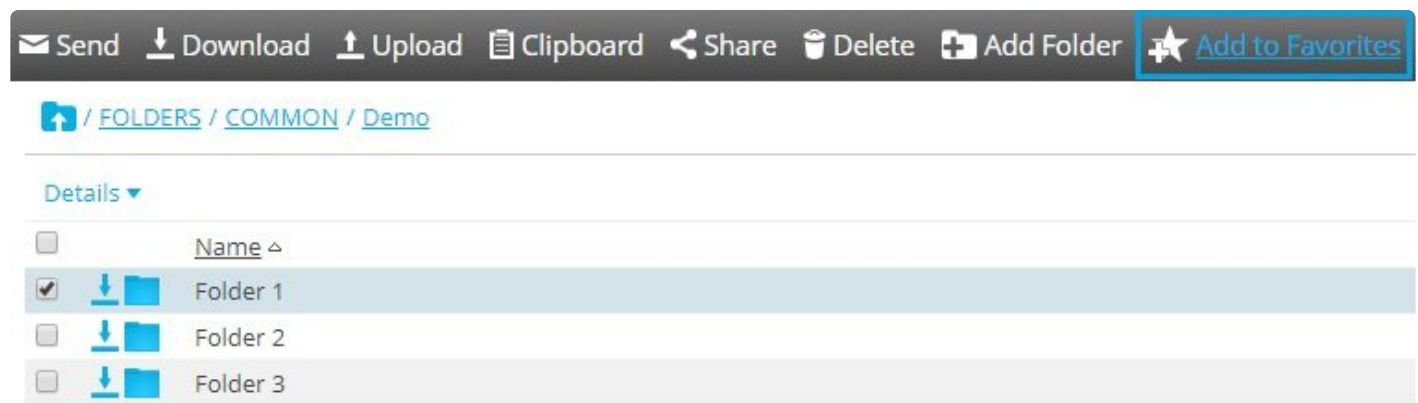 Send Download Upload Clipboard Share Delete Add Folder Add to Favorites
/ FOLDERS / COMMON / Demo
Details
Name
Folder 1
Folder 2
Folder 3